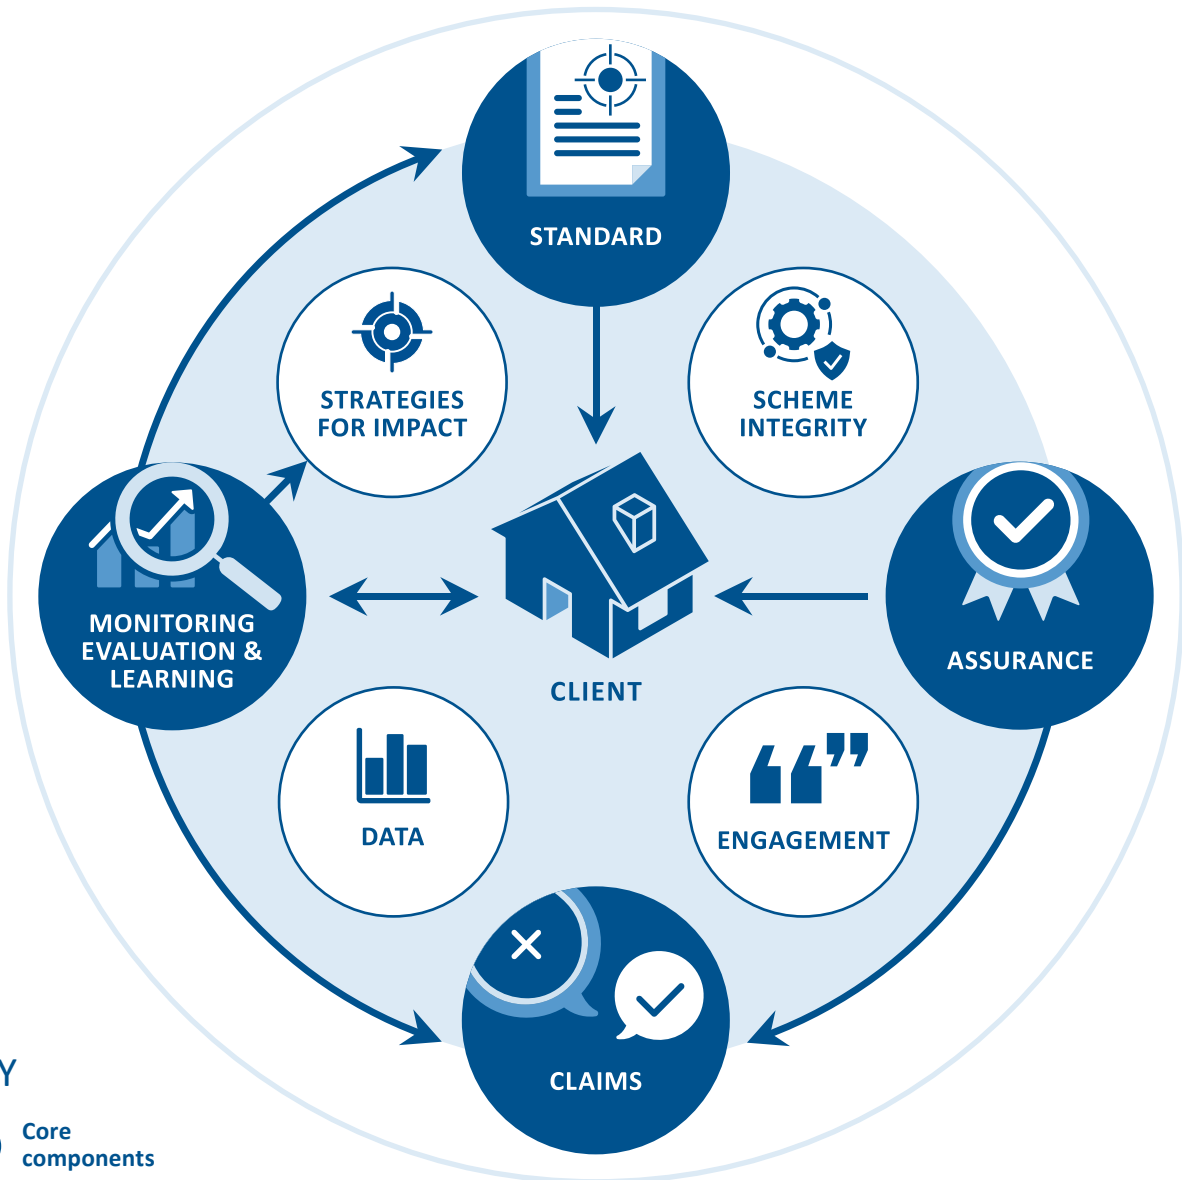 STANDARD
STRATEGIES
FOR IMPACT
SCHEME
INTEGRITY
MONITORING
EVALUATION &
LEARNING
ASSURANCE
CLIENT
DATA
ENGAGEMENT
CLAIMS
Y
Core
components